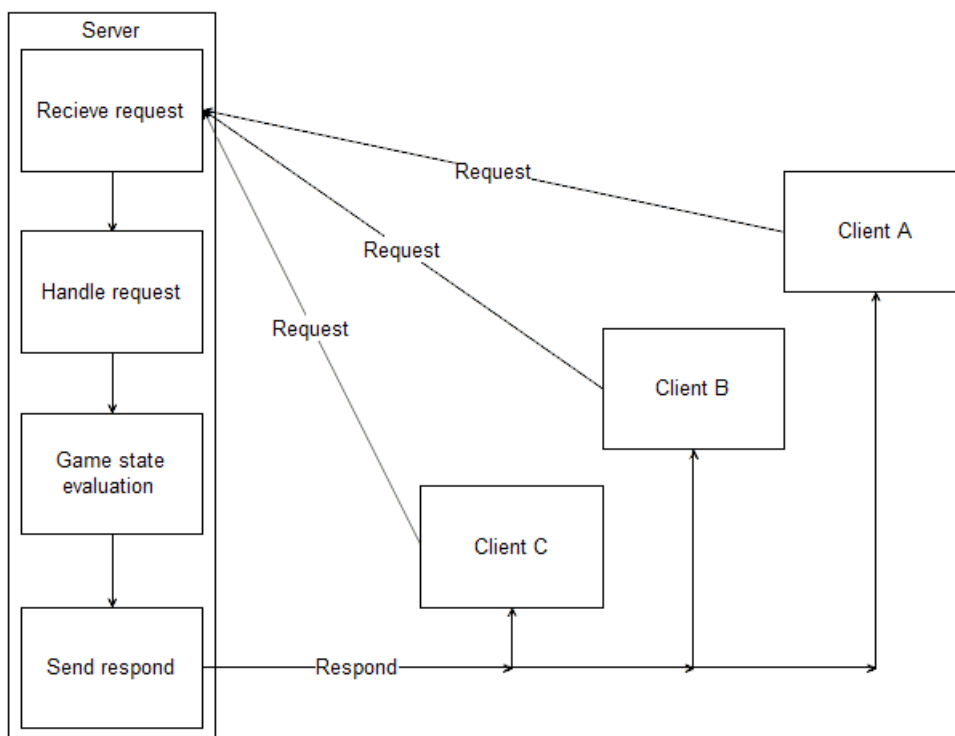 Server
Recieve request
Request
Client A
Handle request
Request
Request
Client B
Game state
evaluation
Client C
Send respond
Respond